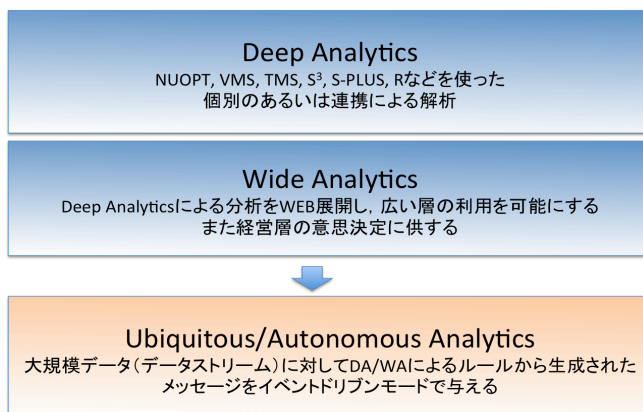 Deep Analytics
NUOPT, VMS, TMS, S³, S-PLUS, Rなどを使った
個別のあるいは連携による解析
Wide Analytics
Deep Analyticsによる分析をWEB展開し，広い層の利用を可能にする
また経営層の意思決定に供する
Ubiquitous/Autonomous Analytics
大規模データ（データストリーム）に対してDA/WAによるルールから生成された
メッセージをイベントドリブンモードで与える